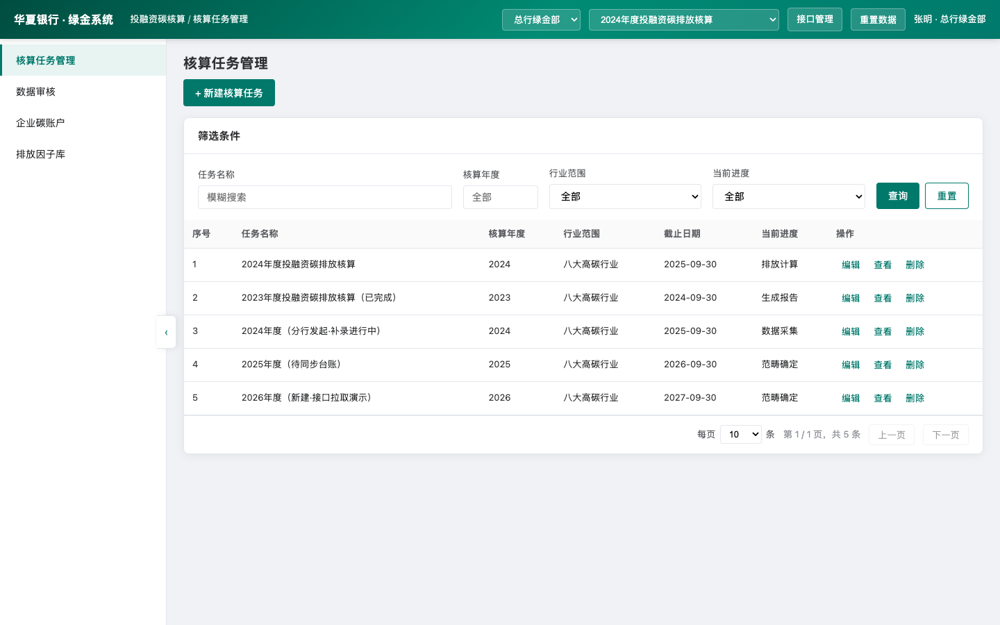 华夏银行 · 绿金系统 投融资碳核算 / 核算任务管理 总行绿金部 2024年度投融资碳排放核算 接口管理 重置数据 张明 · 总行绿金部
核算任务管理
数据审核
企业碳账户
排放因子库
‹
核算任务管理
+ 新建核算任务
筛选条件
任务名称 核算年度 行业范围 当前进度
模糊搜索 全部 全部 全部 查询 重置
序号 任务名称 核算年度 行业范围 截止日期 当前进度 操作
1 2024年度投融资碳排放核算 2024 八大高碳行业 2025-09-30 排放计算 编辑 查看 删除
2 2023年度投融资碳排放核算（已完成） 2023 八大高碳行业 2024-09-30 生成报告 编辑 查看 删除
3 2024年度（分行发起·补录进行中） 2024 八大高碳行业 2025-09-30 数据采集 编辑 查看 删除
4 2025年度（待同步台账） 2025 八大高碳行业 2026-09-30 范畴确定 编辑 查看 删除
5 2026年度（新建·接口拉取演示） 2026 八大高碳行业 2027-09-30 范畴确定 编辑 查看 删除
每页 10 条 第 1 / 1 页，共 5 条 上一页 下一页